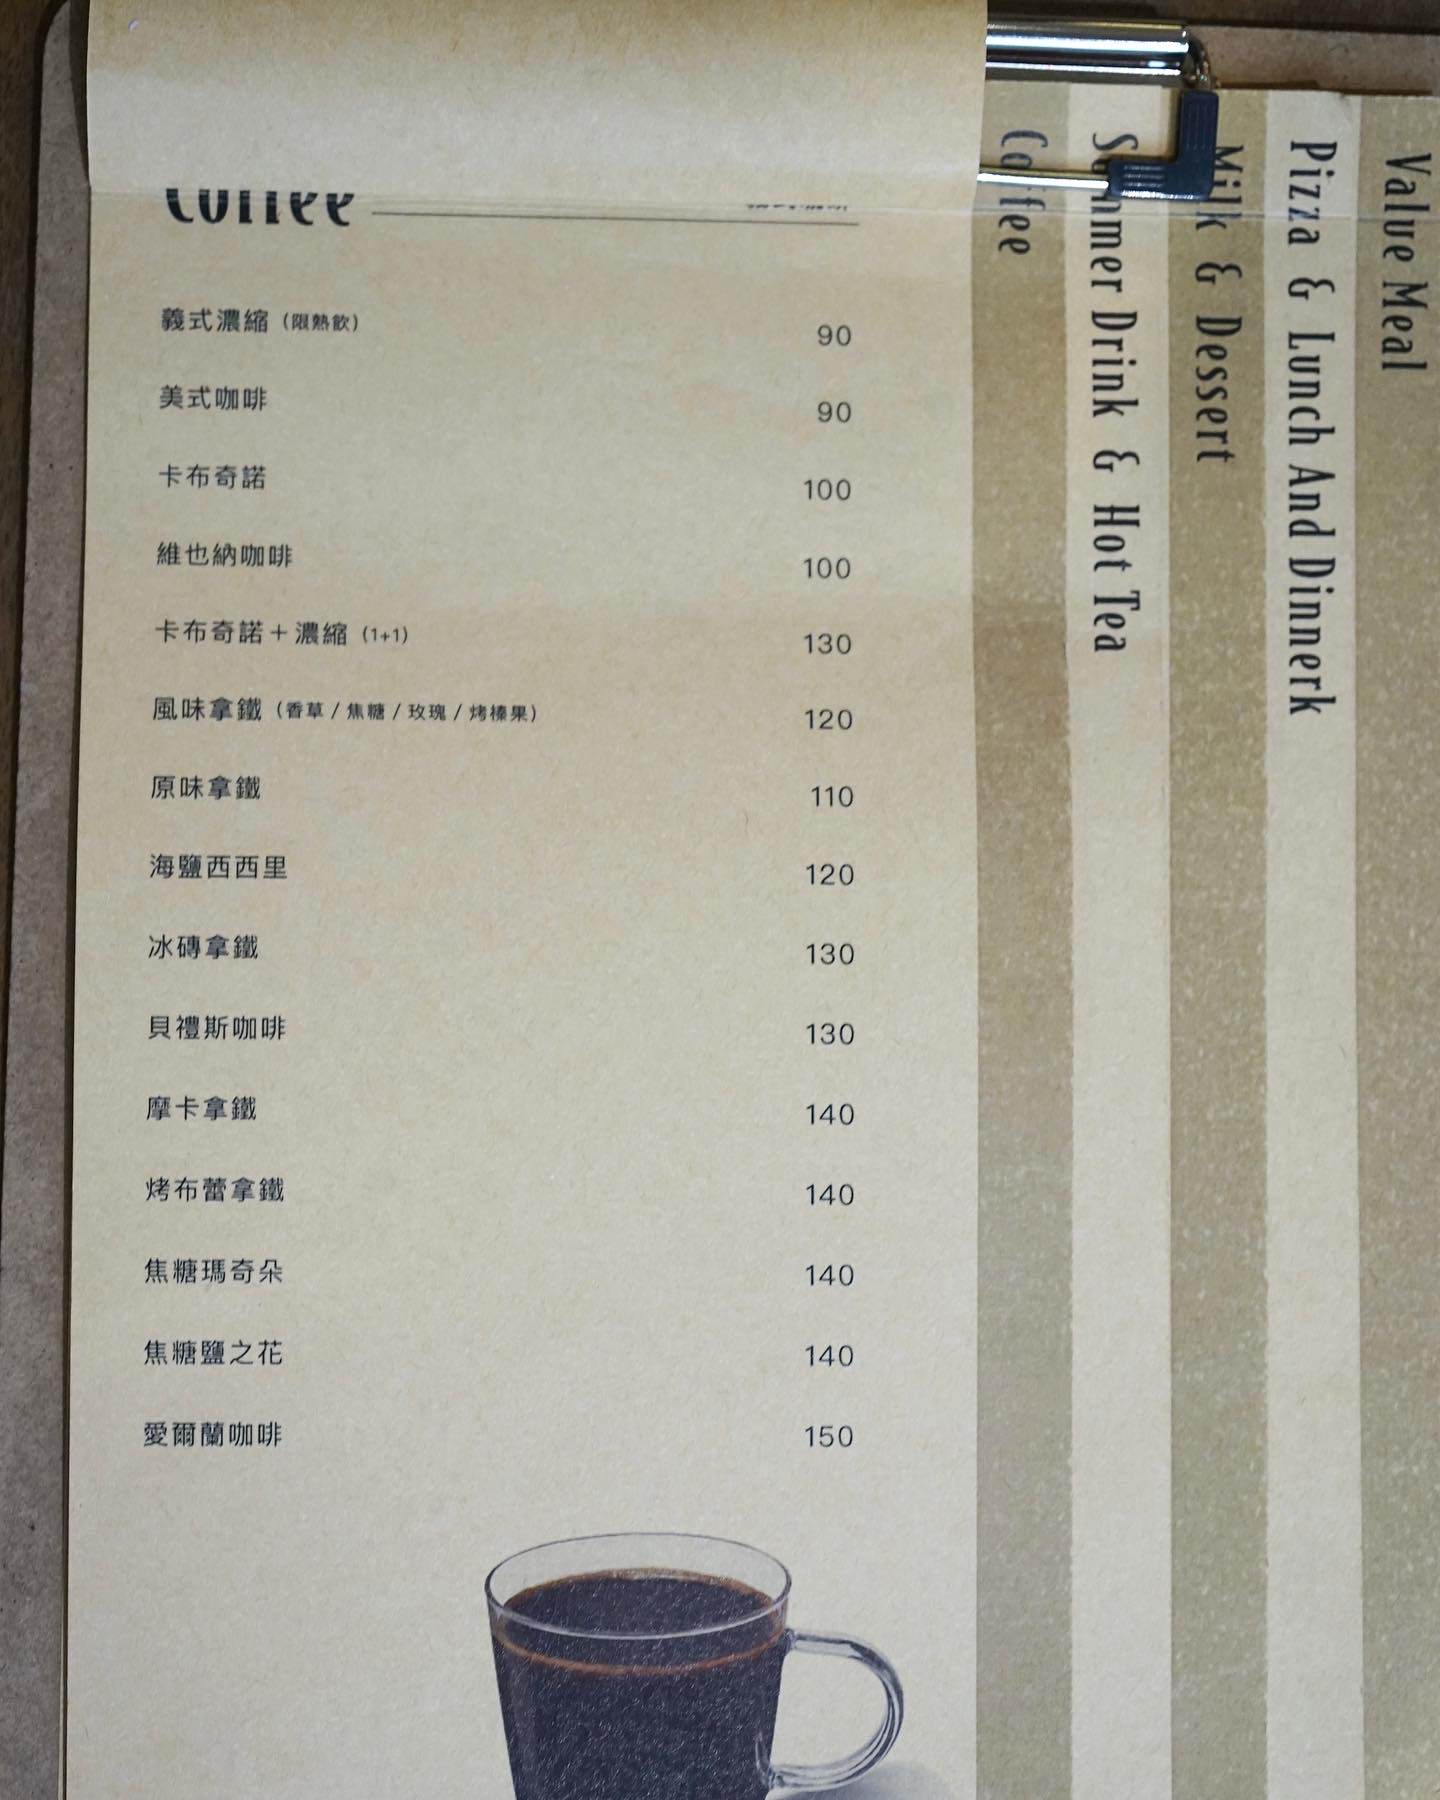 Coffee
義式濃縮（限熱飲） 90
美式咖啡 90
卡布奇諾 100
維也納咖啡 100
卡布奇諾＋濃縮（1+1） 130
風味拿鐵（香草/焦糖/玫瑰/烤榛果） 120
原味拿鐵 110
海鹽西西里 120
冰磚拿鐵 130
貝禮斯咖啡 130
摩卡拿鐵 140
烤布蕾拿鐵 140
焦糖瑪奇朵 140
焦糖鹽之花 140
愛爾蘭咖啡 150
Coffee
Summer Drink & Hot Tea
Milk & Dessert
Pizza & Lunch And Dinnerk
Value Meal